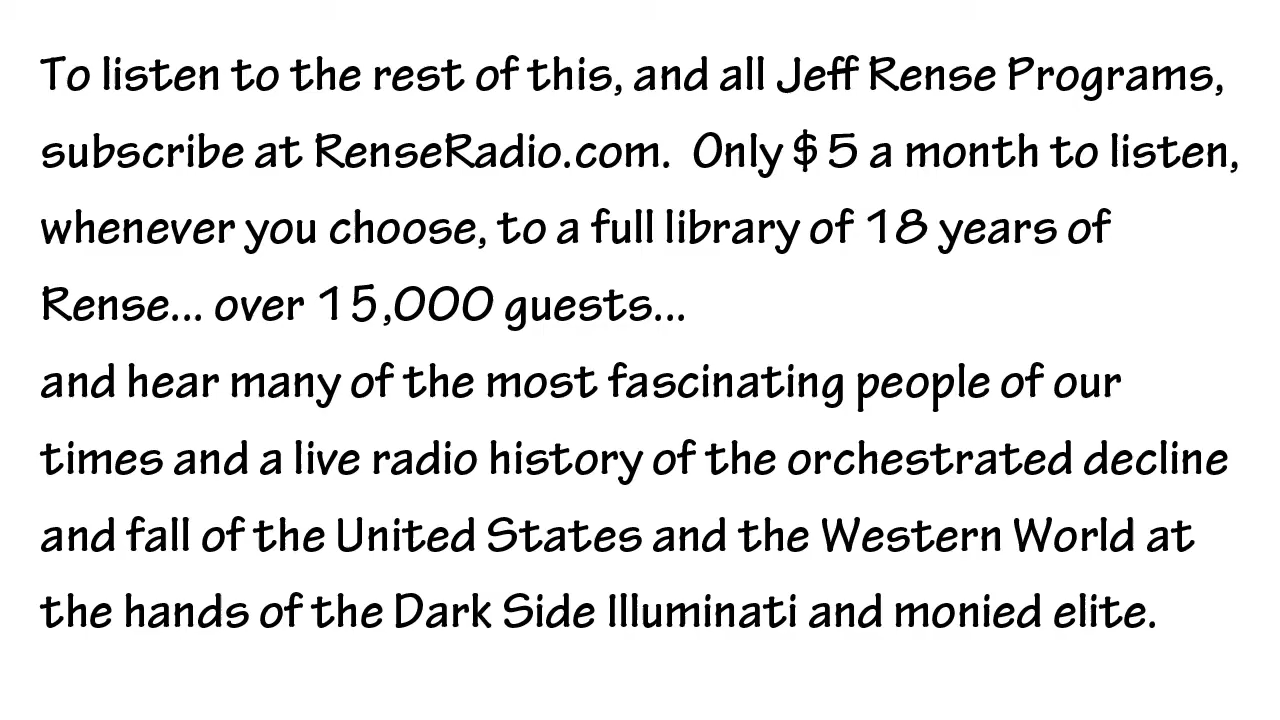 To listen to the rest of this, and all Jeff Rense Programs,
subscribe at RenseRadio.com.  Only $5 a month to listen,
whenever you choose, to a full library of 18 years of
Rense... over 15,000 guests...
and hear many of the most fascinating people of our
times and a live radio history of the orchestrated decline
and fall of the United States and the Western World at
the hands of the Dark Side Illuminati and monied elite.